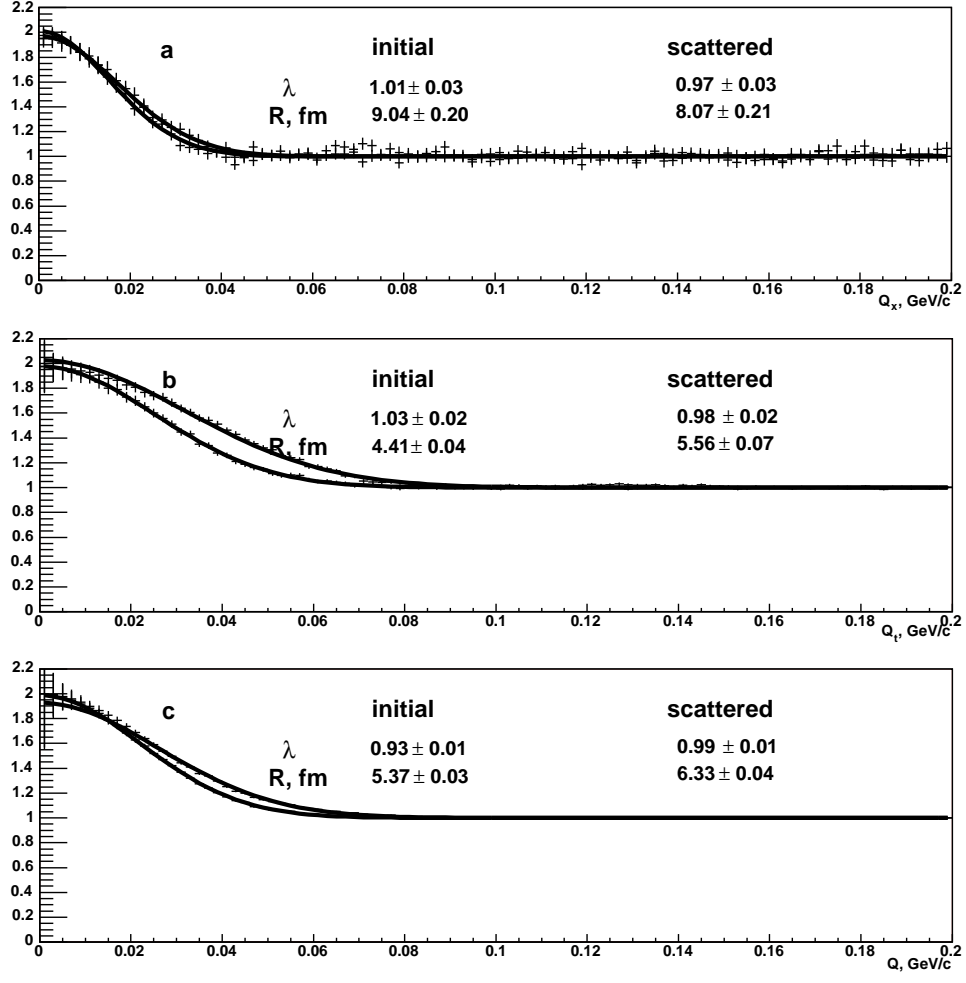 2.2
2
a initial scattered
1.8
1.6
λ 1.01 ± 0.03 0.97 ± 0.03
1.4
R, fm 9.04 ± 0.20 8.07 ± 0.21
1.2
1
0.8
0.6
0.4
0.2
0
0 0.02 0.04 0.06 0.08 0.1 0.12 0.14 0.16 0.18 0.2
Qx, GeV/c
2.2
2
b initial scattered
1.8
1.6
λ 1.03 ± 0.02 0.98 ± 0.02
1.4
R, fm 4.41 ± 0.04 5.56 ± 0.07
1.2
1
0.8
0.6
0.4
0.2
0
0 0.02 0.04 0.06 0.08 0.1 0.12 0.14 0.16 0.18 0.2
Qt, GeV/c
2.2
2
c initial scattered
1.8
1.6
λ 0.93 ± 0.01 0.99 ± 0.01
1.4
R, fm 5.37 ± 0.03 6.33 ± 0.04
1.2
1
0.8
0.6
0.4
0.2
0
0 0.02 0.04 0.06 0.08 0.1 0.12 0.14 0.16 0.18 0.2
Q, GeV/c